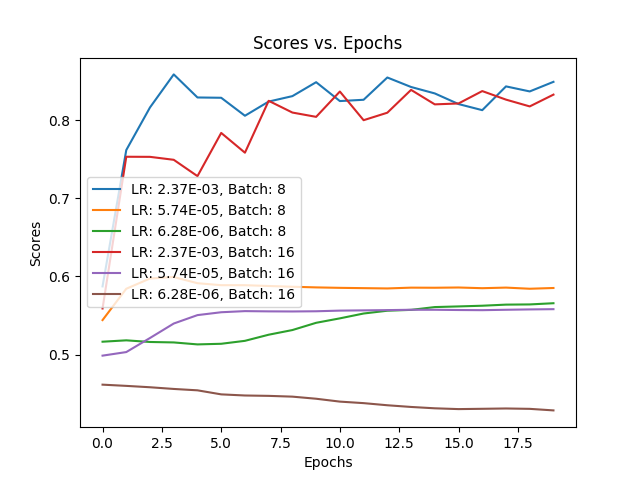 Scores vs. Epochs
Scores
0.8
0.7
0.6
0.5
LR: 2.37E-03, Batch: 8
LR: 5.74E-05, Batch: 8
LR: 6.28E-06, Batch: 8
LR: 2.37E-03, Batch: 16
LR: 5.74E-05, Batch: 16
LR: 6.28E-06, Batch: 16
0.0 2.5 5.0 7.5 10.0 12.5 15.0 17.5
Epochs